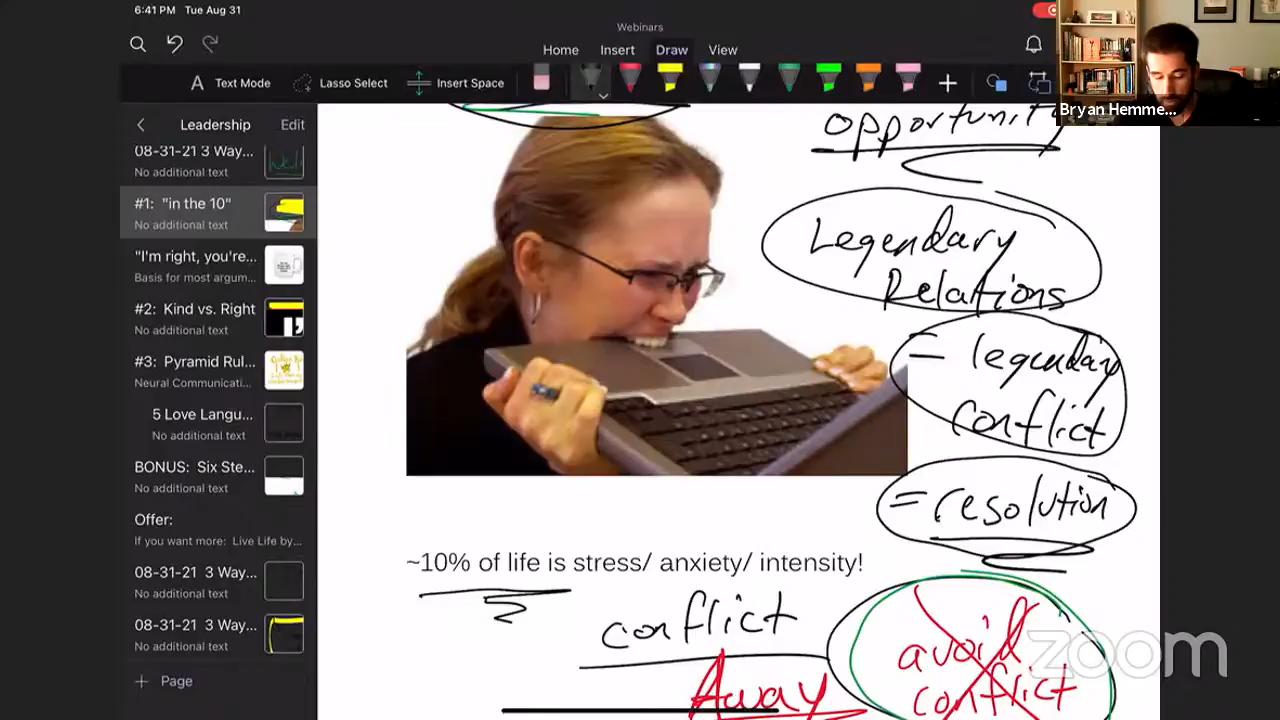 6:41 PM Tue Aug 31
Webinars
Home Insert Draw View
Text Mode Lasso Select Insert Space
Bryan Hemme...
Leadership Edit
08-31-21 3 Way...
No additional text
#1: "in the 10"
No additional text
"I'm right, you're...
Basis for most argum...
#2: Kind vs. Right
No additional text
#3: Pyramid Rul...
Neural Communicati...
5 Love Langu...
No additional text
BONUS: Six Ste...
No additional text
Offer:
If you want more: Live Life by...
08-31-21 3 Way...
No additional text
08-31-21 3 Way...
No additional text
Page
opportunity
Legendary
Relations
= legendary
conflict
= resolution
~10% of life is stress/ anxiety/ intensity!
conflict
Away
avoid
conflict
zoom